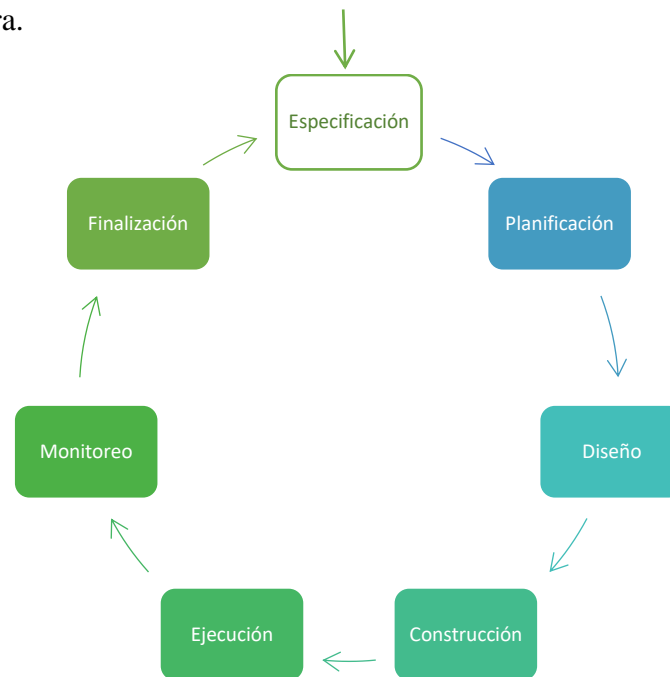 ra.
Especificación
Planificación
Diseño
Construcción
Ejecución
Monitoreo
Finalización